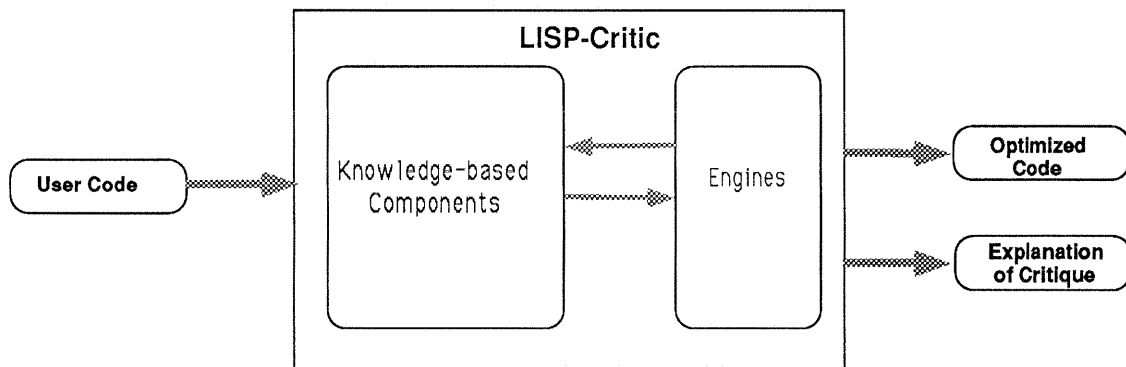 LISP-Critic
User Code
Knowledge-based
Components
Engines
Optimized
Code
Explanation
of Critique